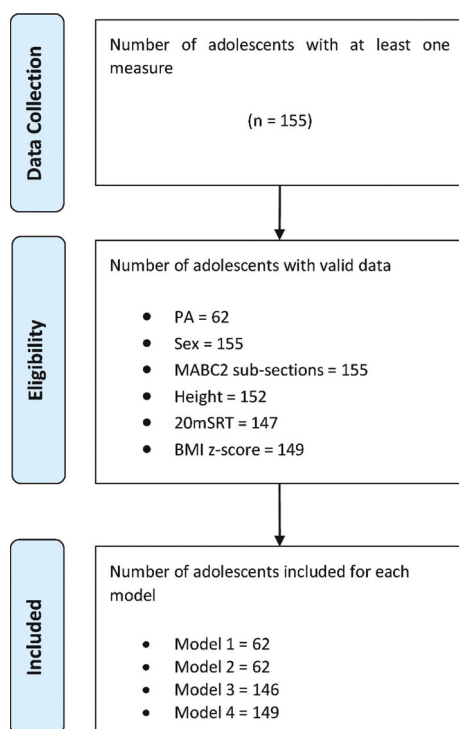 Data Collection
Number of adolescents with at least one
measure
(n = 155)
Eligibility
Number of adolescents with valid data
• PA = 62
• Sex = 155
• MABC2 sub-sections = 155
• Height = 152
• 20mSRT = 147
• BMI z-score = 149
Included
Number of adolescents included for each
model
• Model 1 = 62
• Model 2 = 62
• Model 3 = 146
• Model 4 = 149